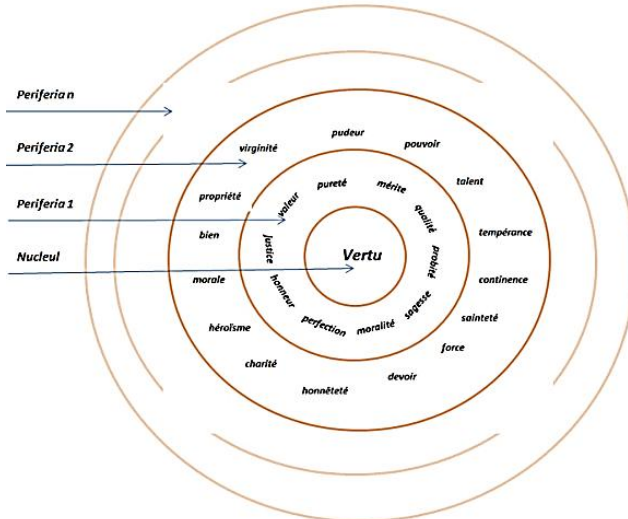 Periferia n
Periferia 2
Periferia 1
Nucleul
Vertu
pureté
mérite
qualité
probité
sagesse
moralité
perfection
honneur
Justice
valeur
pudeur
pouvoir
talent
tempérance
continence
sainteté
force
devoir
honnêteté
charité
héroïsme
morale
bien
propriété
virginité